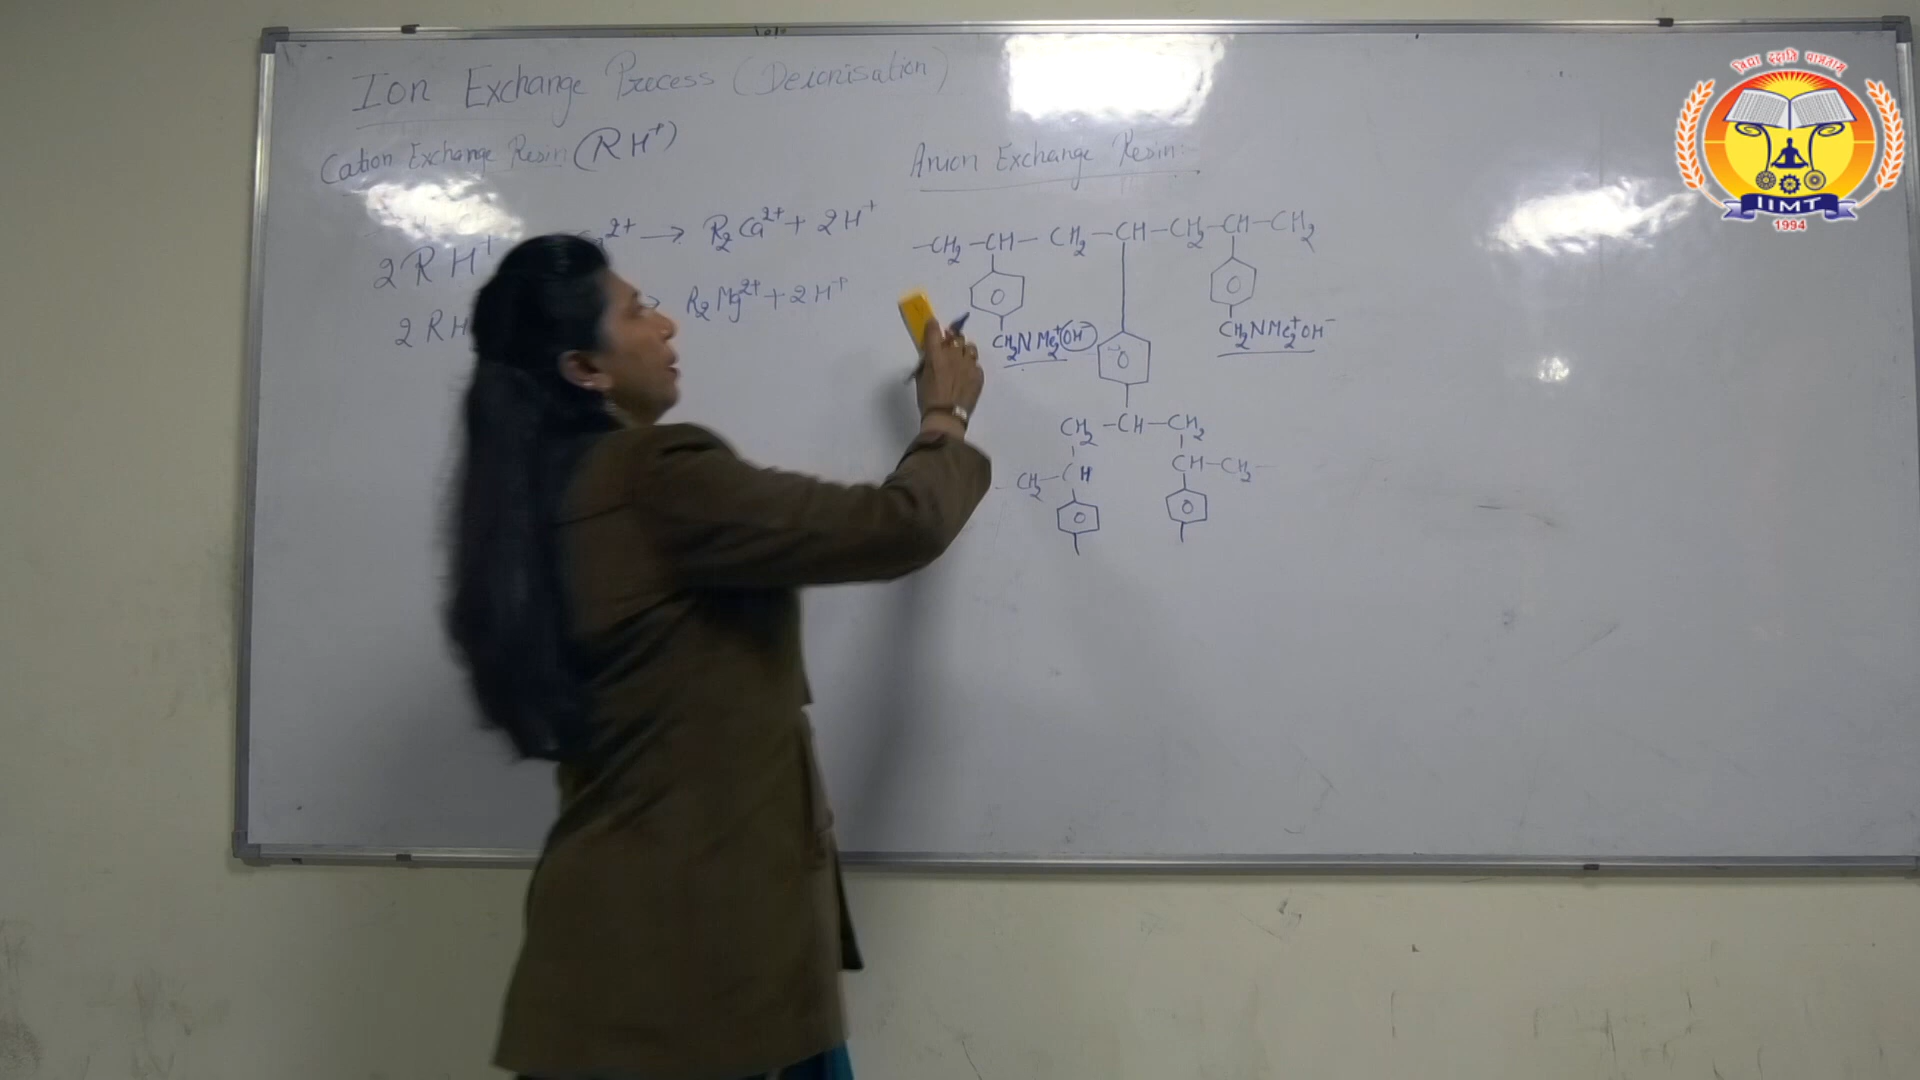 Ion Exchange Process (Deionisation)
Cation Exchange Resin (RH⁺)
2RH⁺ 2+ → R₂Ca²⁺ + 2H⁺
2RH → R₂Mg²⁺ + 2H⁺
Anion Exchange Resin:-
-CH₂-CH-CH₂-CH-CH₂-CH-CH₂
CH₂NMe₂⁺OH⁻ CH₂NMe₂⁺OH⁻
CH₂-CH-CH₂
CH-CH₂-
-CH₂-CH
विद्या ददाति पात्रताम्
IIMT
1994